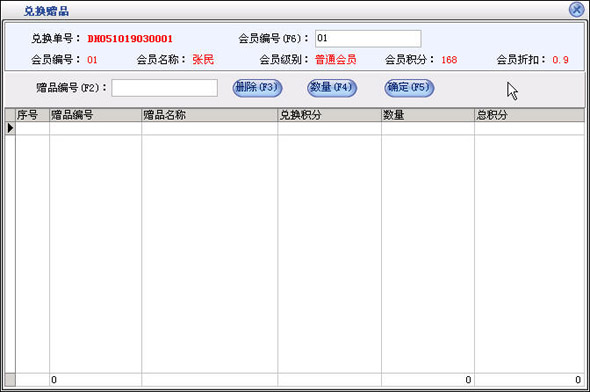 兑换赠品
兑换单号： DH051019030001 会员编号(F6)： 01
会员编号： 01 会员名称： 张民 会员级别： 普通会员 会员积分： 168 会员折扣： 0.9
赠品编号(F2)： 删除(F3) 数量(F4) 确定(F5)
序号 赠品编号 赠品名称 兑换积分 数量 总积分
0 0 0